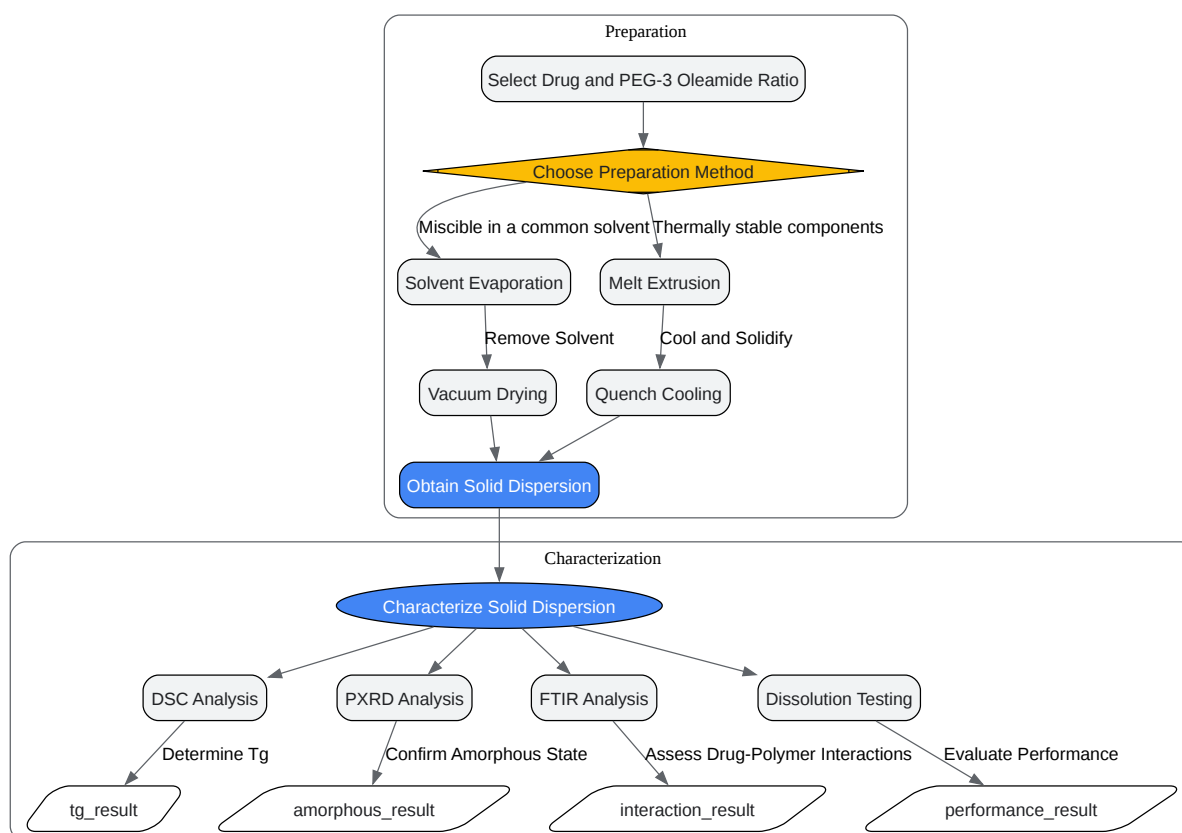 Preparation
Select Drug and PEG-3 Oleamide Ratio
Choose Preparation Method
Miscible in a common solvent
Thermally stable components
Solvent Evaporation
Melt Extrusion
Remove Solvent
Cool and Solidify
Vacuum Drying
Quench Cooling
Obtain Solid Dispersion
Characterization
Characterize Solid Dispersion
DSC Analysis
PXRD Analysis
FTIR Analysis
Dissolution Testing
Determine Tg
Confirm Amorphous State
Assess Drug-Polymer Interactions
Evaluate Performance
tg_result
amorphous_result
interaction_result
performance_result